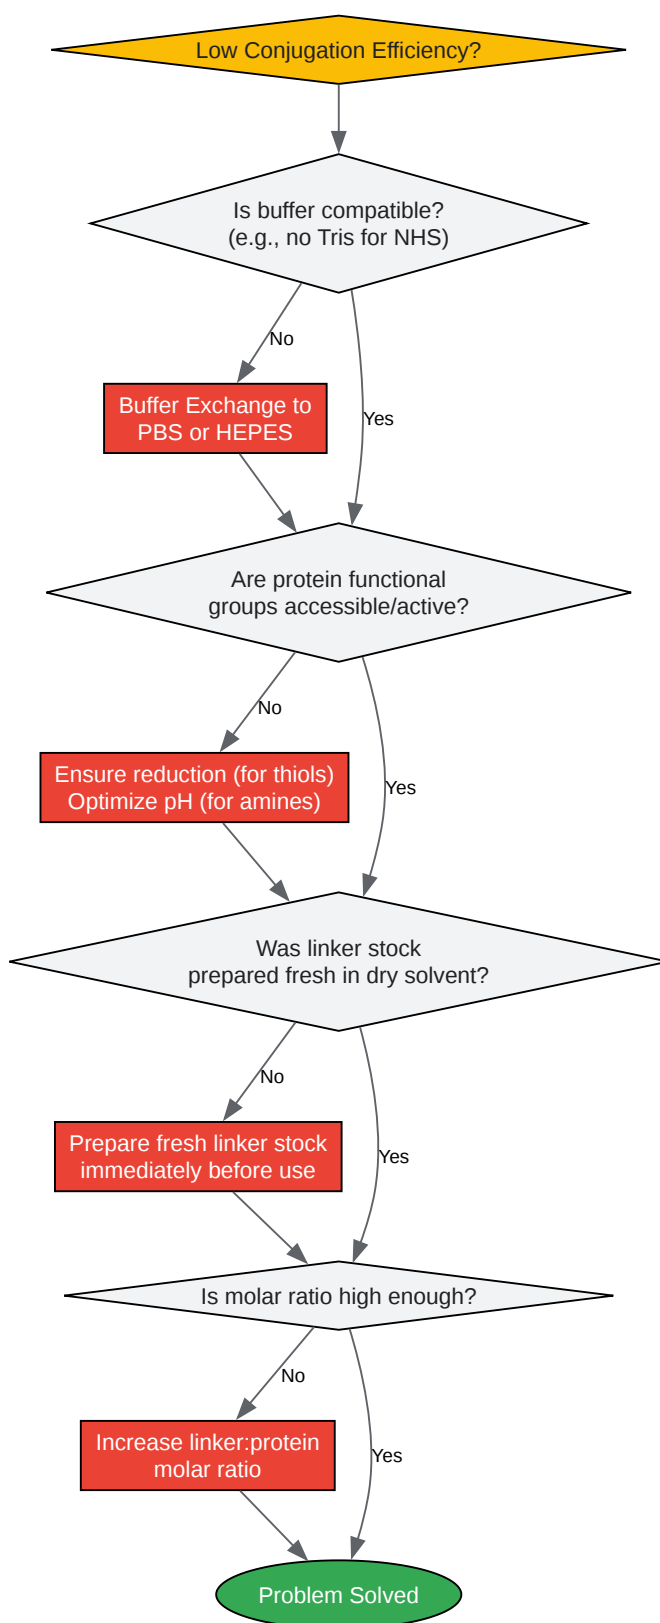 Low Conjugation Efficiency?
Is buffer compatible?
(e.g., no Tris for NHS)
No
Buffer Exchange to
PBS or HEPES
Yes
Are protein functional
groups accessible/active?
No
Ensure reduction (for thiols)
Optimize pH (for amines)
Yes
Was linker stock
prepared fresh in dry solvent?
No
Prepare fresh linker stock
immediately before use
Yes
Is molar ratio high enough?
No
Increase linker:protein
molar ratio
Yes
Problem Solved